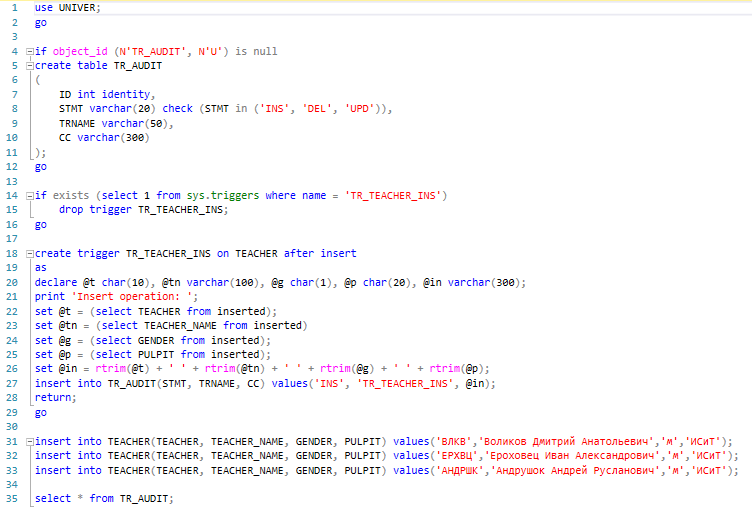 1 use UNIVER;
2 go
3
4 if object_id (N'TR_AUDIT', N'U') is null
5 create table TR_AUDIT
6 (
7 ID int identity,
8 STMT varchar(20) check (STMT in ('INS', 'DEL', 'UPD')),
9 TRNAME varchar(50),
10 CC varchar(300)
11 );
12 go
13
14 if exists (select 1 from sys.triggers where name = 'TR_TEACHER_INS')
15 drop trigger TR_TEACHER_INS;
16 go
17
18 create trigger TR_TEACHER_INS on TEACHER after insert
19 as
20 declare @t char(10), @tn varchar(100), @g char(1), @p char(20), @in varchar(300);
21 print 'Insert operation: ';
22 set @t = (select TEACHER from inserted);
23 set @tn = (select TEACHER_NAME from inserted)
24 set @g = (select GENDER from inserted);
25 set @p = (select PULPIT from inserted);
26 set @in = rtrim(@t) + ' ' + rtrim(@tn) + ' ' + rtrim(@g) + ' ' + rtrim(@p);
27 insert into TR_AUDIT(STMT, TRNAME, CC) values('INS', 'TR_TEACHER_INS', @in);
28 return;
29 go
30
31 insert into TEACHER(TEACHER, TEACHER_NAME, GENDER, PULPIT) values('ВЛКВ','Воликов Дмитрий Анатольевич','м','ИСиТ');
32 insert into TEACHER(TEACHER, TEACHER_NAME, GENDER, PULPIT) values('ЕРХВЦ','Ероховец Иван Александрович','м','ИСиТ');
33 insert into TEACHER(TEACHER, TEACHER_NAME, GENDER, PULPIT) values('АНДРШК','Андрушок Андрей Русланович','м','ИСиТ');
34
35 select * from TR_AUDIT;